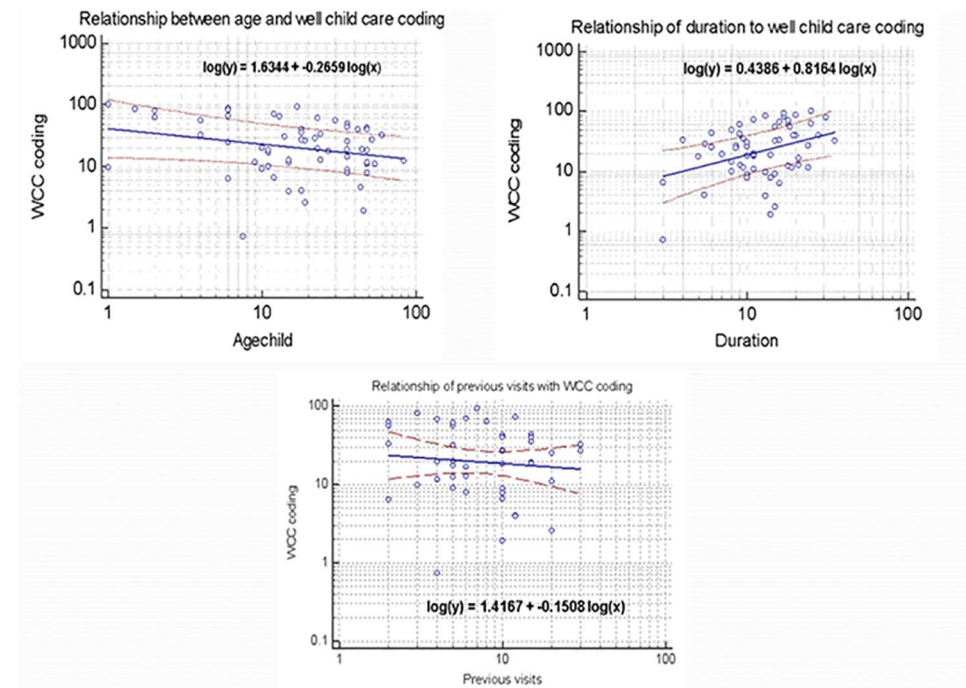 Relationship between age and well child care coding
1000
log(y) = 1.6344 + -0.2659 log(x)
100
10
1
0.1
WCC coding
1 10 100
Agechild
Relationship of duration to well child care coding
1000
log(y) = 0.4386 + 0.8164 log(x)
100
10
1
0.1
WCC coding
1 10 100
Duration
Relationship of previous visits with WCC coding
100
10
1
log(y) = 1.4167 + -0.1508 log(x)
0.1
WCC coding
1 10 100
Previous visits